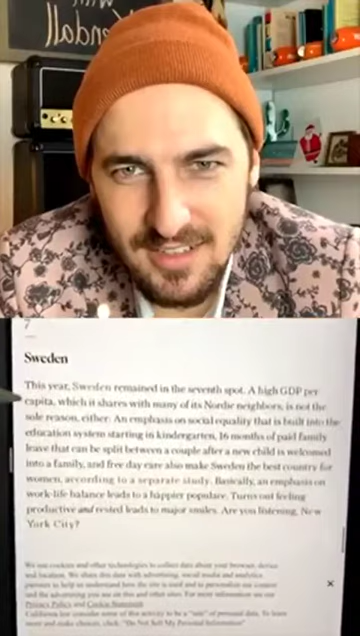 Kendall
7
Sweden
This year, Sweden remained in the seventh spot. A high GDP per
capita, which it shares with many of its Nordic neighbors, is not the
sole reason, either. An emphasis on social equality that is built into the
education system starting in kindergarten, 16 months of paid family
leave that can be split between a couple after a new child is welcomed
into a family, and free day care also make Sweden the best country for
women, according to a separate study. Basically, an emphasis on
work-life balance leads to a happier populace. Turns out feeling
productive and rested leads to major smiles. Are you listening, New
York City?
We use cookies and other technologies to collect data about your browser, device
and location. We share this data with advertising, social media and analytics
partners to help us understand how the site is used and to personalize our content
and the advertising you see on this and other sites. For more information see our
Privacy Policy and Cookie Statement
California law considers some of this activity to be a "sale" of personal data. To learn
more and make choices, click, "Do Not Sell My Personal Information"